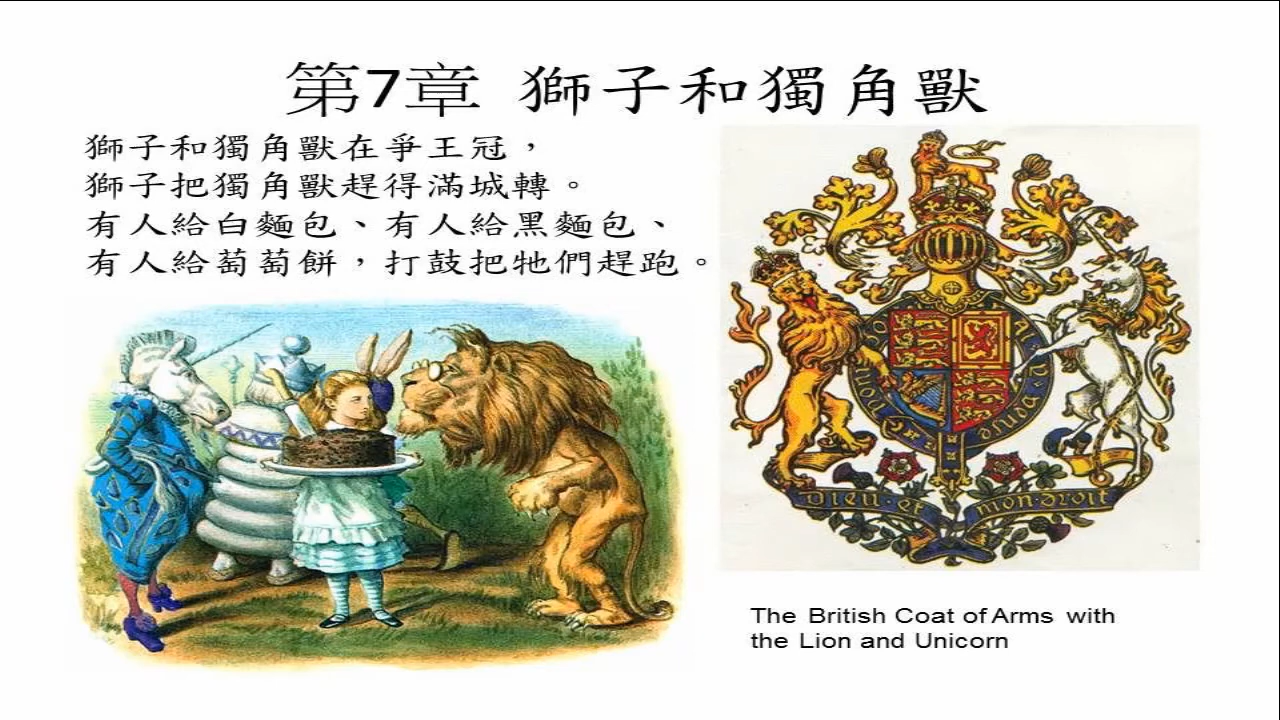 第7章 獅子和獨角獸
獅子和獨角獸在爭王冠，
獅子把獨角獸趕得滿城轉。
有人給白麵包、有人給黑麵包、
有人給萄萄餅，打鼓把牠們趕跑。
Dieu et mon droit
The British Coat of Arms with
the Lion and Unicorn